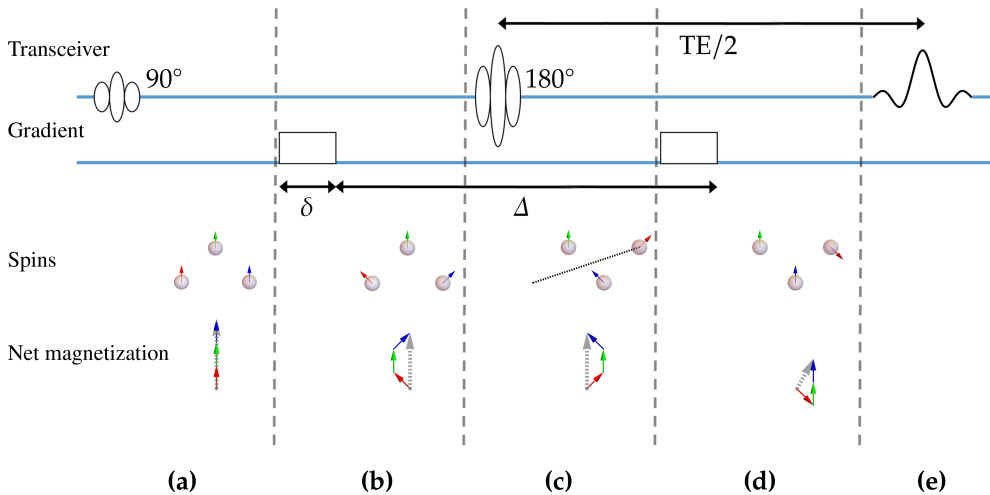 TE/2
Transceiver
90°
180°
Gradient
δ
Δ
Spins
Net magnetization
(a) (b) (c) (d) (e)